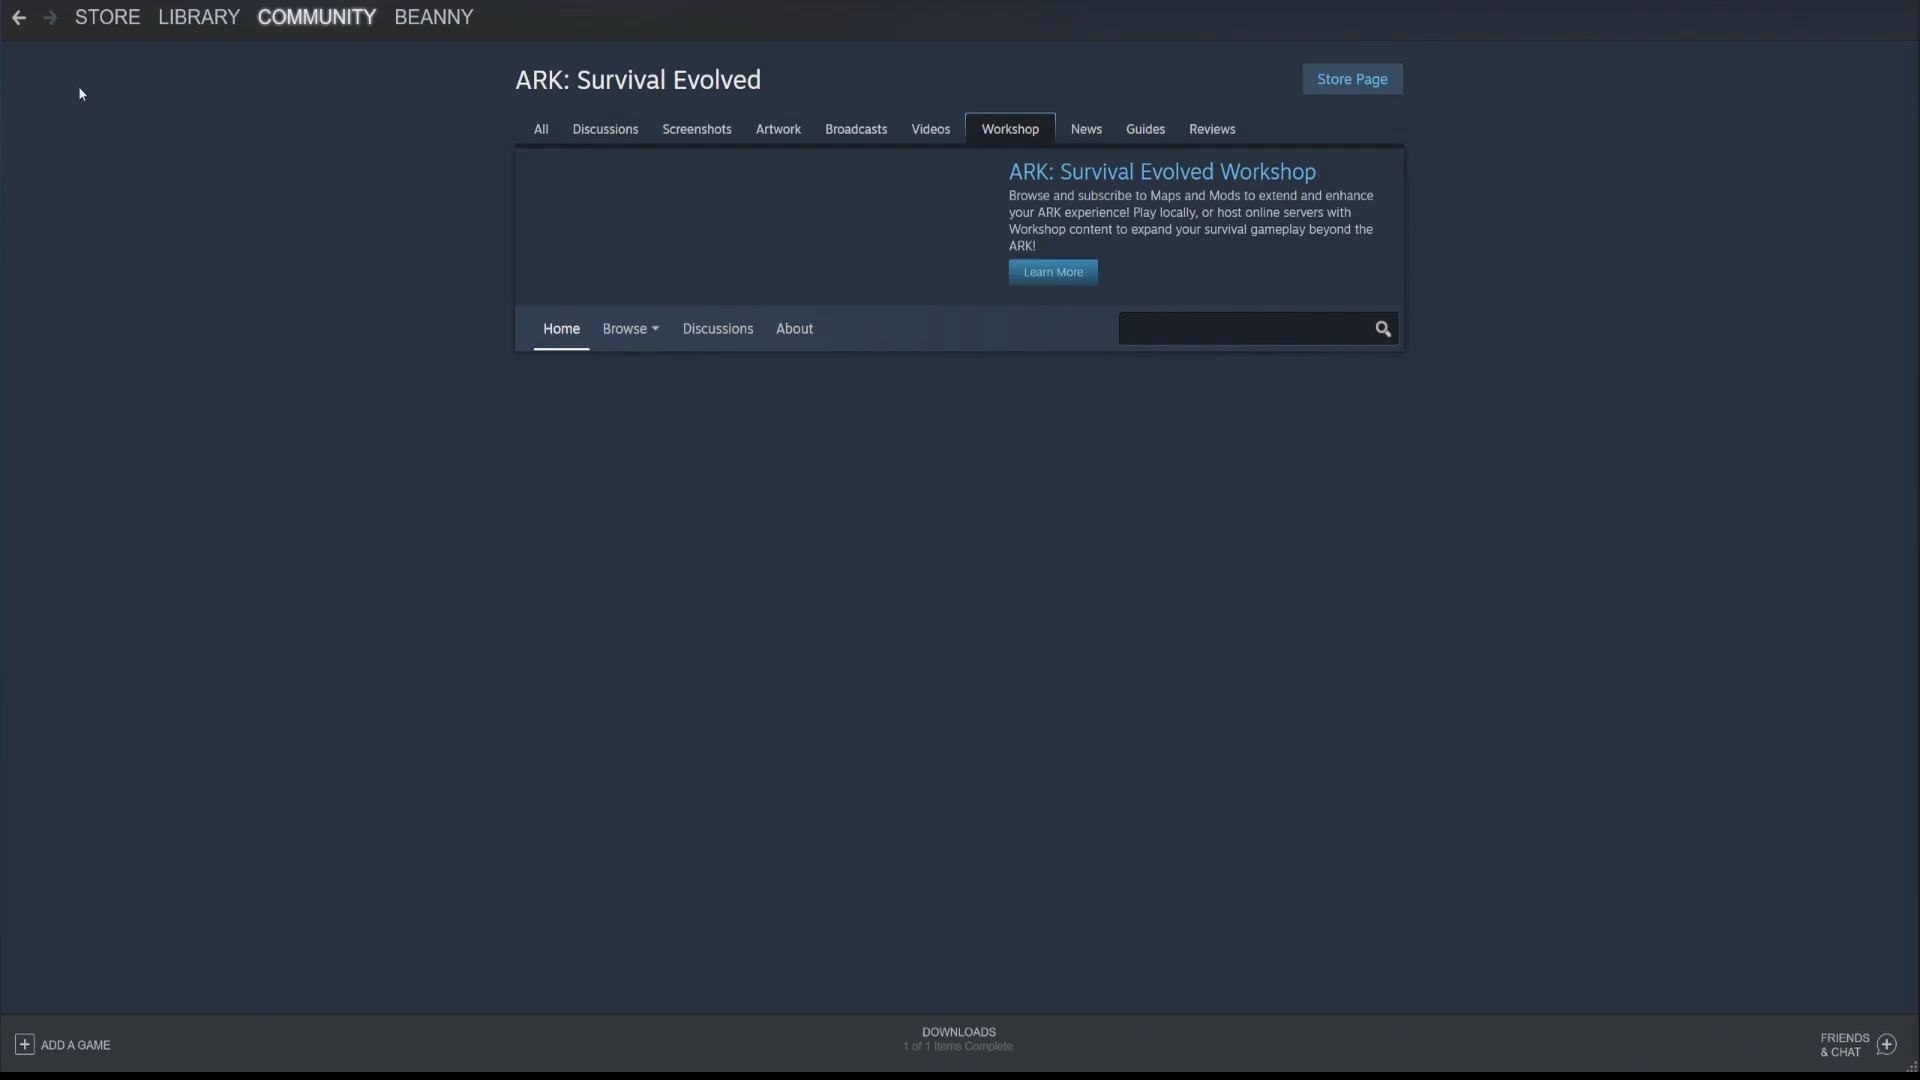 STORE LIBRARY COMMUNITY BEANNY
ARK: Survival Evolved
Store Page
All Discussions Screenshots Artwork Broadcasts Videos Workshop News Guides Reviews
ARK: Survival Evolved Workshop
Browse and subscribe to Maps and Mods to extend and enhance
your ARK experience! Play locally, or host online servers with
Workshop content to expand your survival gameplay beyond the
ARK!
Learn More
Home Browse Discussions About
ADD A GAME
DOWNLOADS
1 of 1 Items Complete
FRIENDS
& CHAT